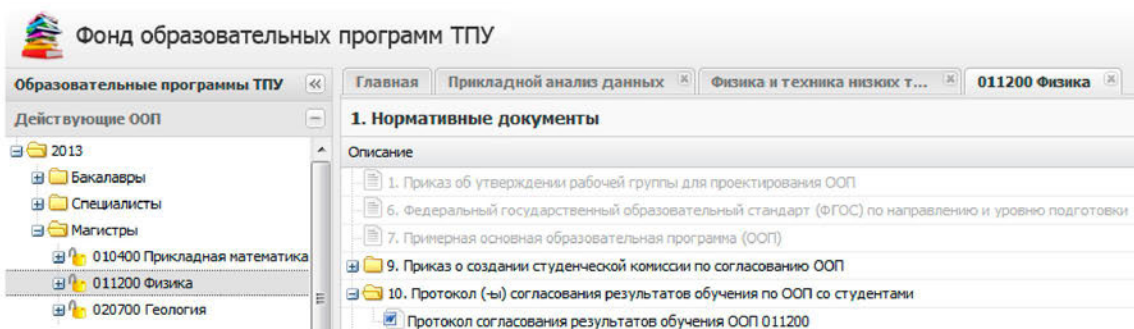 Фонд образовательных программ ТПУ
Образовательные программы ТПУ
Действующие ООП
2013
Бакалавры
Специалисты
Магистры
010400 Прикладная математика
011200 Физика
020700 Геология
Главная
Прикладной анализ данных
Физика и техника низких т...
011200 Физика
1. Нормативные документы
Описание
1. Приказ об утверждении рабочей группы для проектирования ООП
6. Федеральный государственный образовательный стандарт (ФГОС) по направлению и уровню подготовки
7. Примерная основная образовательная программа (ООП)
9. Приказ о создании студенческой комиссии по согласованию ООП
10. Протокол (-ы) согласования результатов обучения по ООП со студентами
Протокол согласования результатов обучения ООП 011200